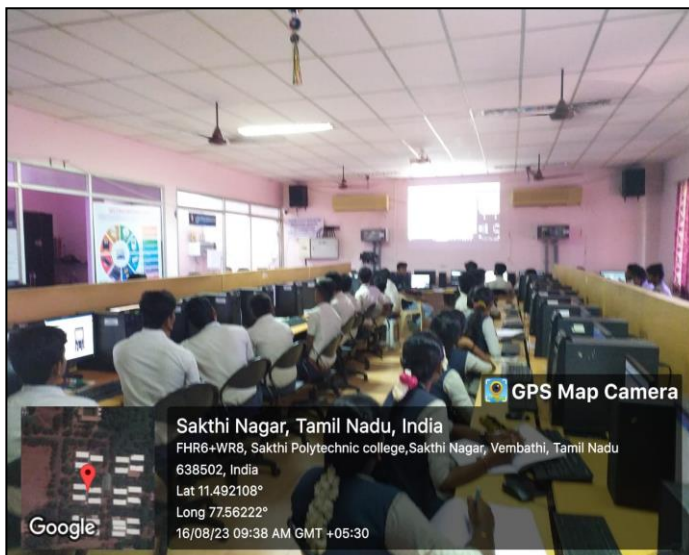 GPS Map Camera
Sakthi Nagar, Tamil Nadu, India
FHR6+WR8, Sakthi Polytechnic college,Sakthi Nagar, Vembathi, Tamil Nadu
638502, India
Lat 11.492108°
Long 77.56222°
16/08/23 09:38 AM GMT +05:30
Google